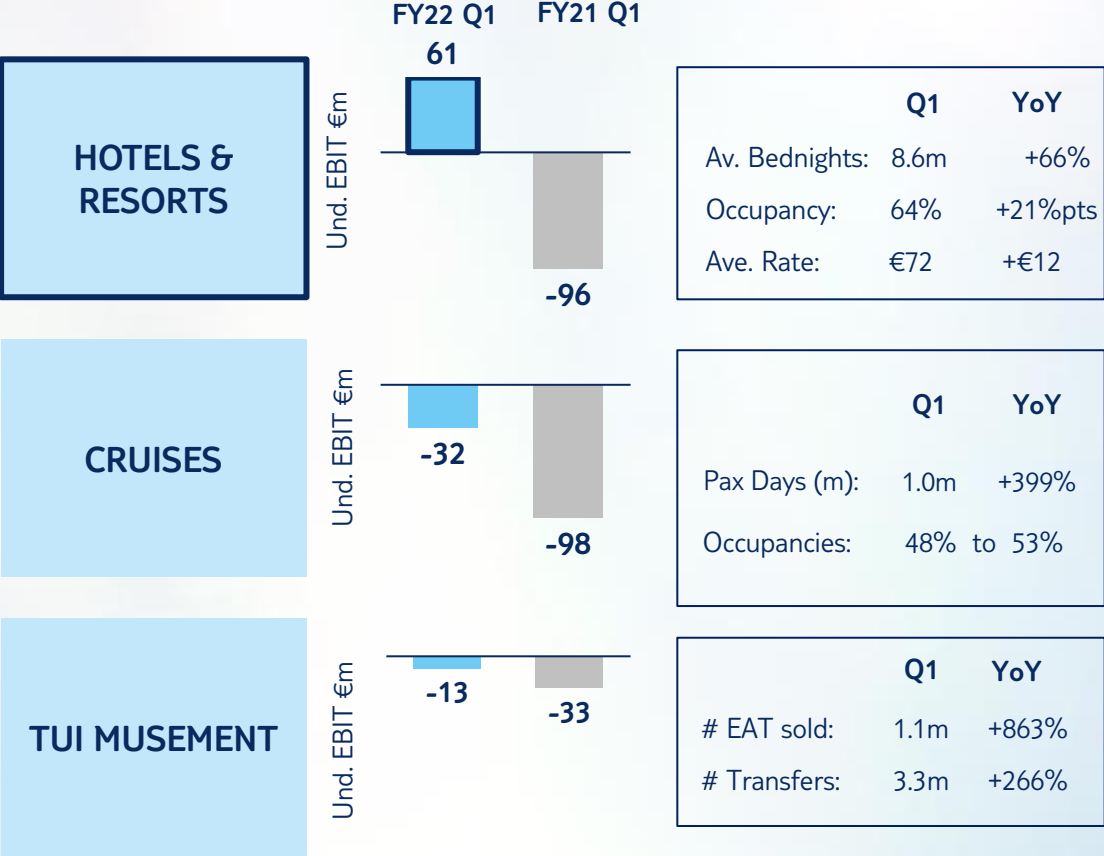 FY22 Q1 FY21 Q1
HOTELS &
RESORTS
Und. EBIT €m
61
-96
Q1 YoY
Av. Bednights: 8.6m +66%
Occupancy: 64% +21%pts
Ave. Rate: €72 +€12
CRUISES
Und. EBIT €m
-32
-98
Q1 YoY
Pax Days (m): 1.0m +399%
Occupancies: 48% to 53%
TUI MUSEMENT
Und. EBIT €m
-13
-33
Q1 YoY
# EAT sold: 1.1m +863%
# Transfers: 3.3m +266%